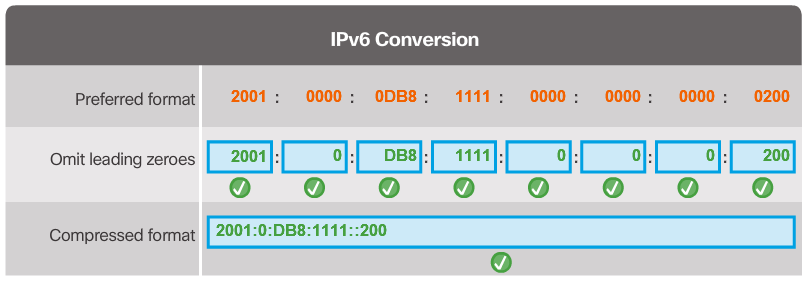 IPv6 Conversion
Preferred format 2001 : 0000 : 0DB8 : 1111 : 0000 : 0000 : 0000 : 0200
Omit leading zeroes 2001 : 0 : DB8 : 1111 : 0 : 0 : 0 : 200
Compressed format 2001:0:DB8:1111::200